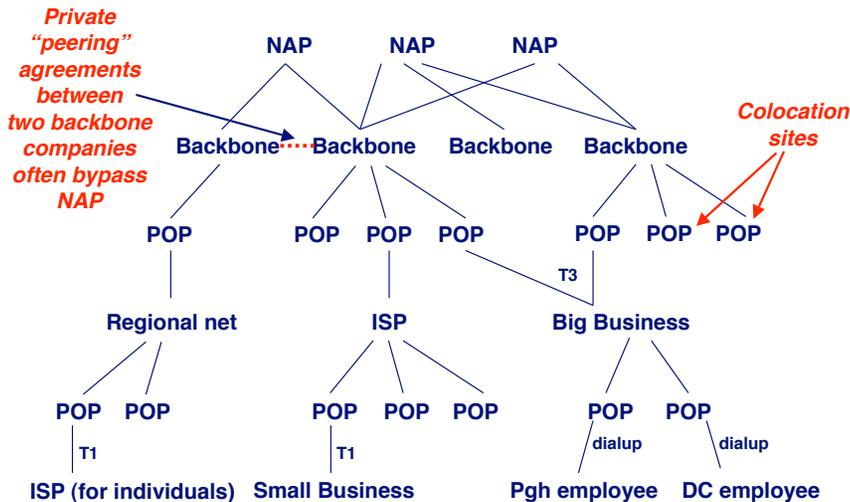 Private
“peering”
agreements
between
two backbone
companies
often bypass
NAP
NAP NAP NAP
Colocation
sites
Backbone Backbone Backbone Backbone
POP POP POP POP POP POP POP
T3
Regional net ISP Big Business
POP POP POP POP POP POP POP
T1 T1 dialup dialup
ISP (for individuals) Small Business Pgh employee DC employee